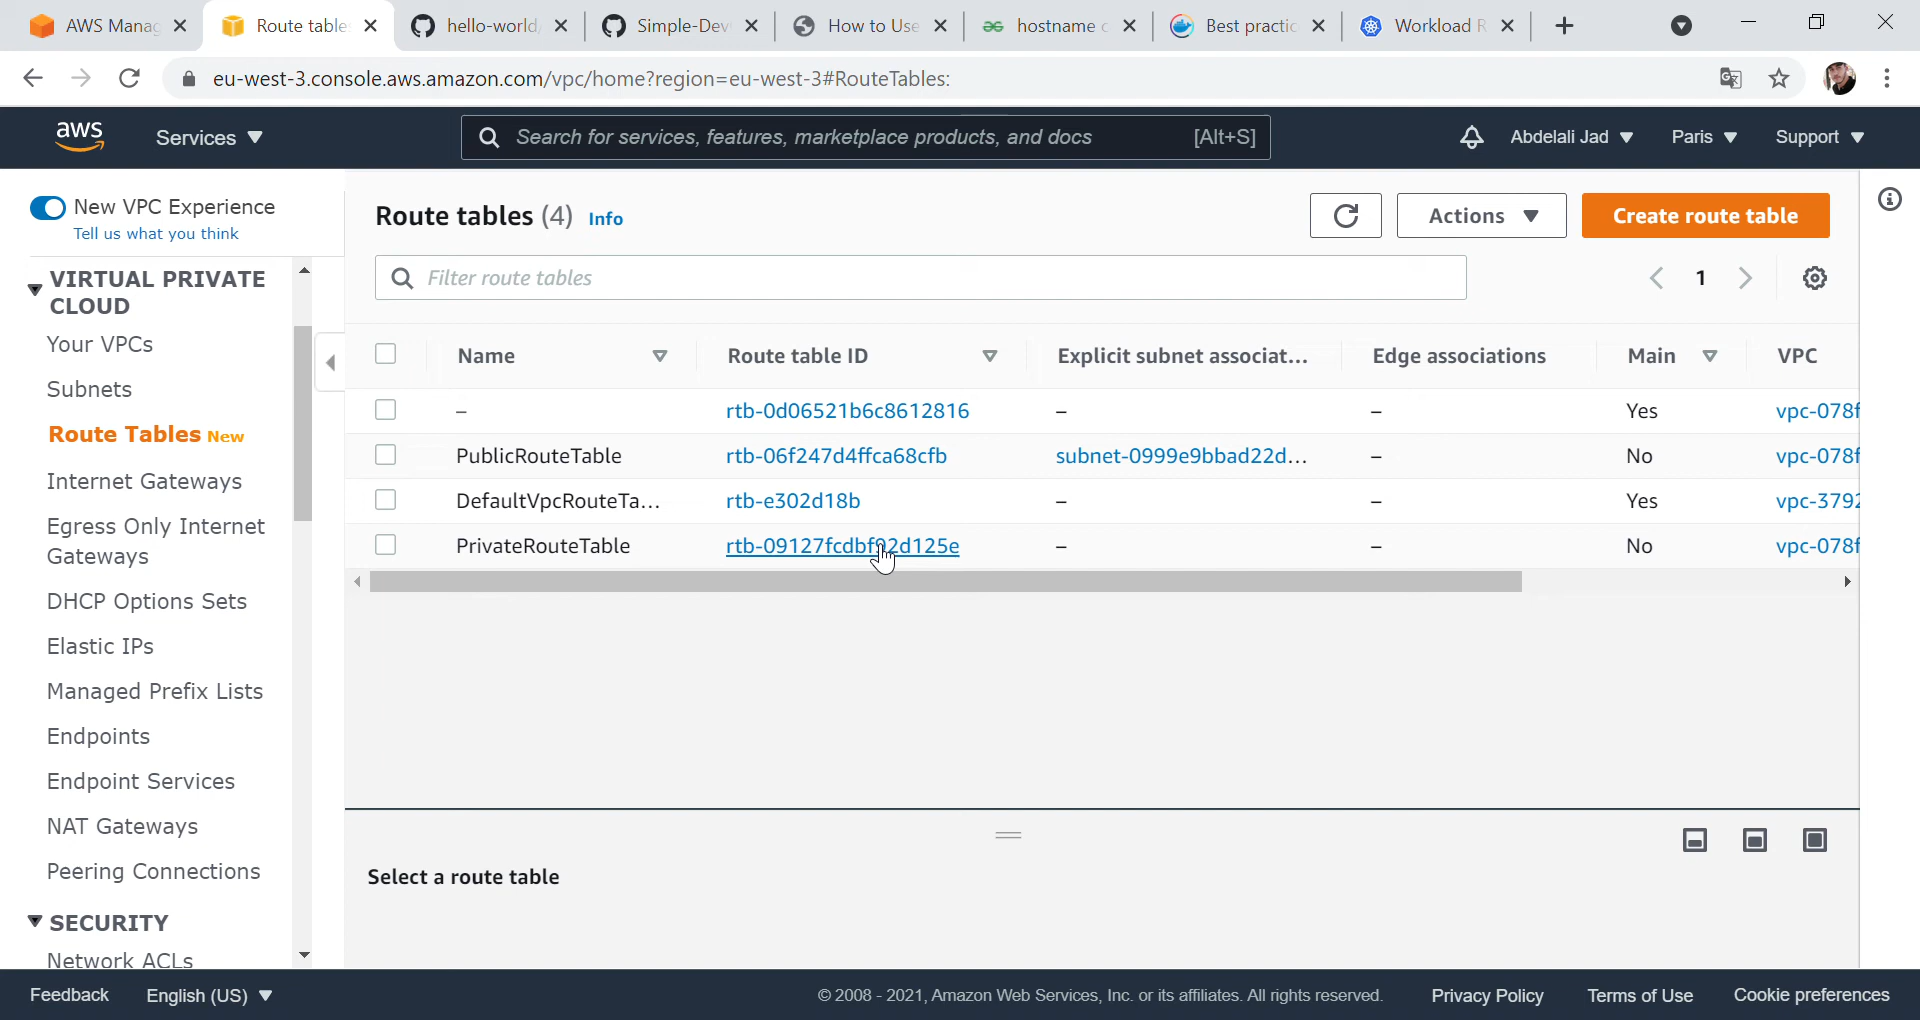 AWS Manag
Route table
hello-world/
Simple-Dev
How to Use
hostname c
Best practic
Workload R
eu-west-3.console.aws.amazon.com/vpc/home?region=eu-west-3#RouteTables:
aws
Services
Search for services, features, marketplace products, and docs
[Alt+S]
Abdelali Jad
Paris
Support
New VPC Experience
Tell us what you think
VIRTUAL PRIVATE
CLOUD
Your VPCs
Subnets
Route Tables New
Internet Gateways
Egress Only Internet
Gateways
DHCP Options Sets
Elastic IPs
Managed Prefix Lists
Endpoints
Endpoint Services
NAT Gateways
Peering Connections
SECURITY
Network ACLs
Route tables (4) Info
Actions
Create route table
Filter route tables
1
Name Route table ID Explicit subnet associat... Edge associations Main VPC
– rtb-0d06521b6c8612816 – – Yes vpc-078f
PublicRouteTable rtb-06f247d4ffca68cfb subnet-0999e9bbad22d... – No vpc-078f
DefaultVpcRouteTa... rtb-e302d18b – – Yes vpc-3792
PrivateRouteTable rtb-09127fcdbf92d125e – – No vpc-078f
Select a route table
Feedback
English (US)
© 2008 - 2021, Amazon Web Services, Inc. or its affiliates. All rights reserved.
Privacy Policy
Terms of Use
Cookie preferences